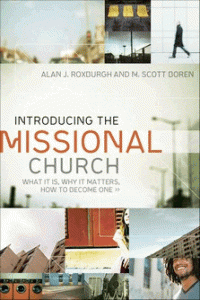 ALAN J. ROXBURGH AND M. SCOTT BOREN
INTRODUCING THE
MISSIONAL
CHURCH
WHAT IT IS, WHY IT MATTERS,
HOW TO BECOME ONE »